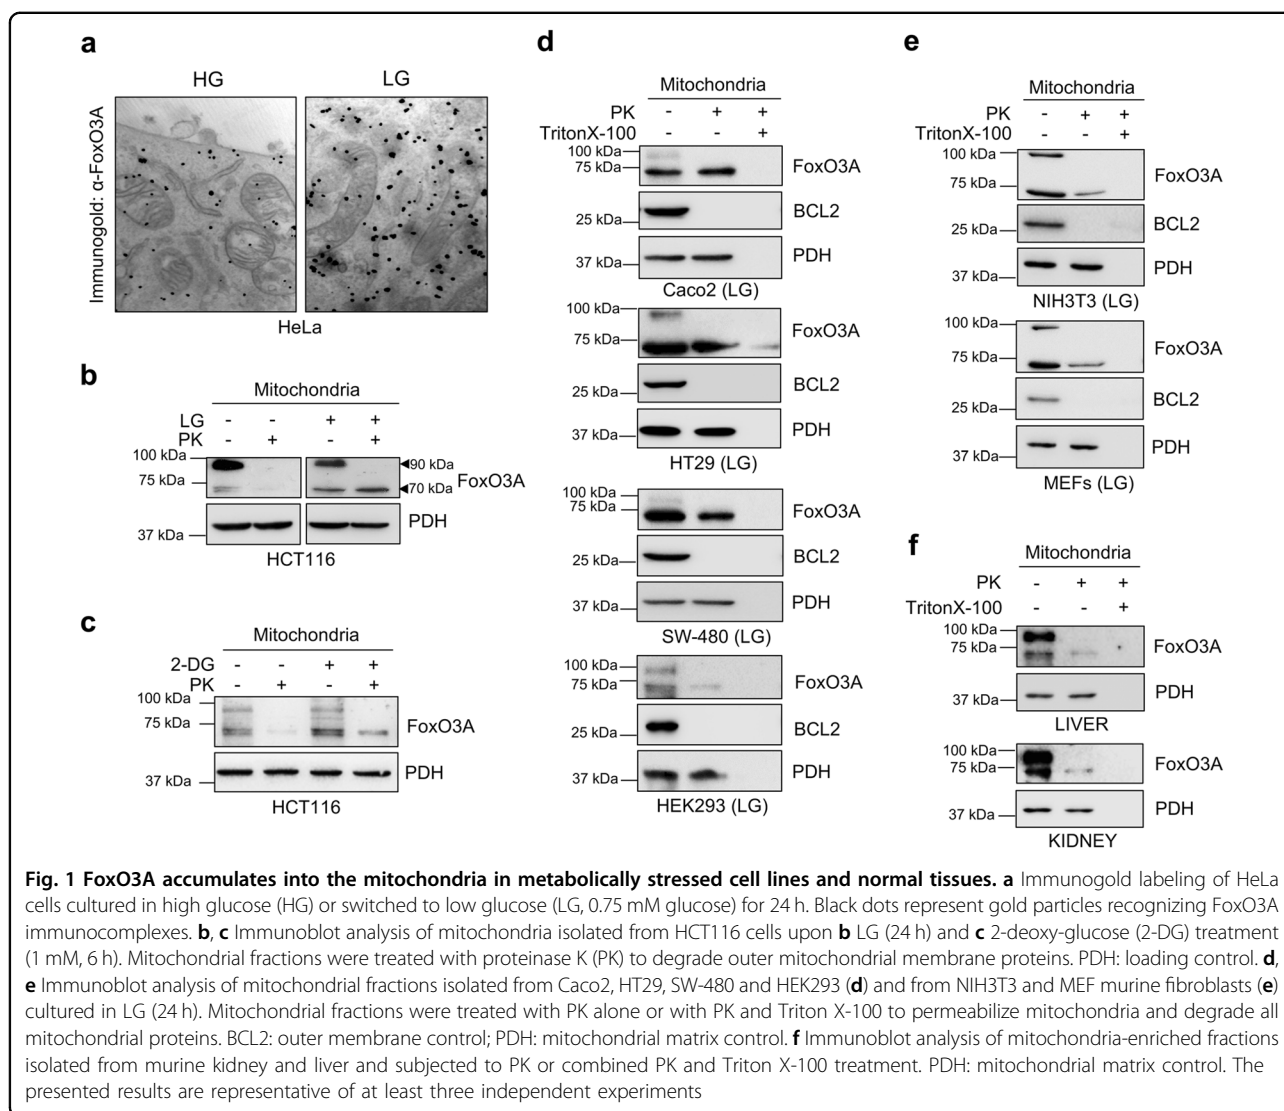 a
HG
LG
Immunogold: α-FoxO3A
HeLa
b
Mitochondria
LG - - + +
PK - + - +
100 kDa
75 kDa
90 kDa
70 kDa
FoxO3A
37 kDa
PDH
HCT116
c
Mitochondria
2-DG - - + +
PK - + - +
100 kDa
75 kDa
FoxO3A
37 kDa
PDH
HCT116
d
Mitochondria
PK - + +
TritonX-100 - - +
100 kDa
75 kDa
FoxO3A
25 kDa
BCL2
37 kDa
PDH
Caco2 (LG)
100 kDa
75 kDa
FoxO3A
25 kDa
BCL2
37 kDa
PDH
HT29 (LG)
100 kDa
75 kDa
FoxO3A
25 kDa
BCL2
37 kDa
PDH
SW-480 (LG)
100 kDa
75 kDa
FoxO3A
25 kDa
BCL2
37 kDa
PDH
HEK293 (LG)
e
Mitochondria
PK - + +
TritonX-100 - - +
100 kDa
75 kDa
FoxO3A
25 kDa
BCL2
37 kDa
PDH
NIH3T3 (LG)
100 kDa
75 kDa
FoxO3A
25 kDa
BCL2
37 kDa
PDH
MEFs (LG)
f
Mitochondria
PK - + +
TritonX-100 - - +
100 kDa
75 kDa
FoxO3A
37 kDa
PDH
LIVER
100 kDa
75 kDa
FoxO3A
37 kDa
PDH
KIDNEY
Fig. 1 FoxO3A accumulates into the mitochondria in metabolically stressed cell lines and normal tissues. a Immunogold labeling of HeLa
cells cultured in high glucose (HG) or switched to low glucose (LG, 0.75 mM glucose) for 24 h. Black dots represent gold particles recognizing FoxO3A
immunocomplexes. b, c Immunoblot analysis of mitochondria isolated from HCT116 cells upon b LG (24 h) and c 2-deoxy-glucose (2-DG) treatment
(1 mM, 6 h). Mitochondrial fractions were treated with proteinase K (PK) to degrade outer mitochondrial membrane proteins. PDH: loading control. d,
e Immunoblot analysis of mitochondrial fractions isolated from Caco2, HT29, SW-480 and HEK293 (d) and from NIH3T3 and MEF murine fibroblasts (e)
cultured in LG (24 h). Mitochondrial fractions were treated with PK alone or with PK and Triton X-100 to permeabilize mitochondria and degrade all
mitochondrial proteins. BCL2: outer membrane control; PDH: mitochondrial matrix control. f Immunoblot analysis of mitochondria-enriched fractions
isolated from murine kidney and liver and subjected to PK or combined PK and Triton X-100 treatment. PDH: mitochondrial matrix control. The
presented results are representative of at least three independent experiments